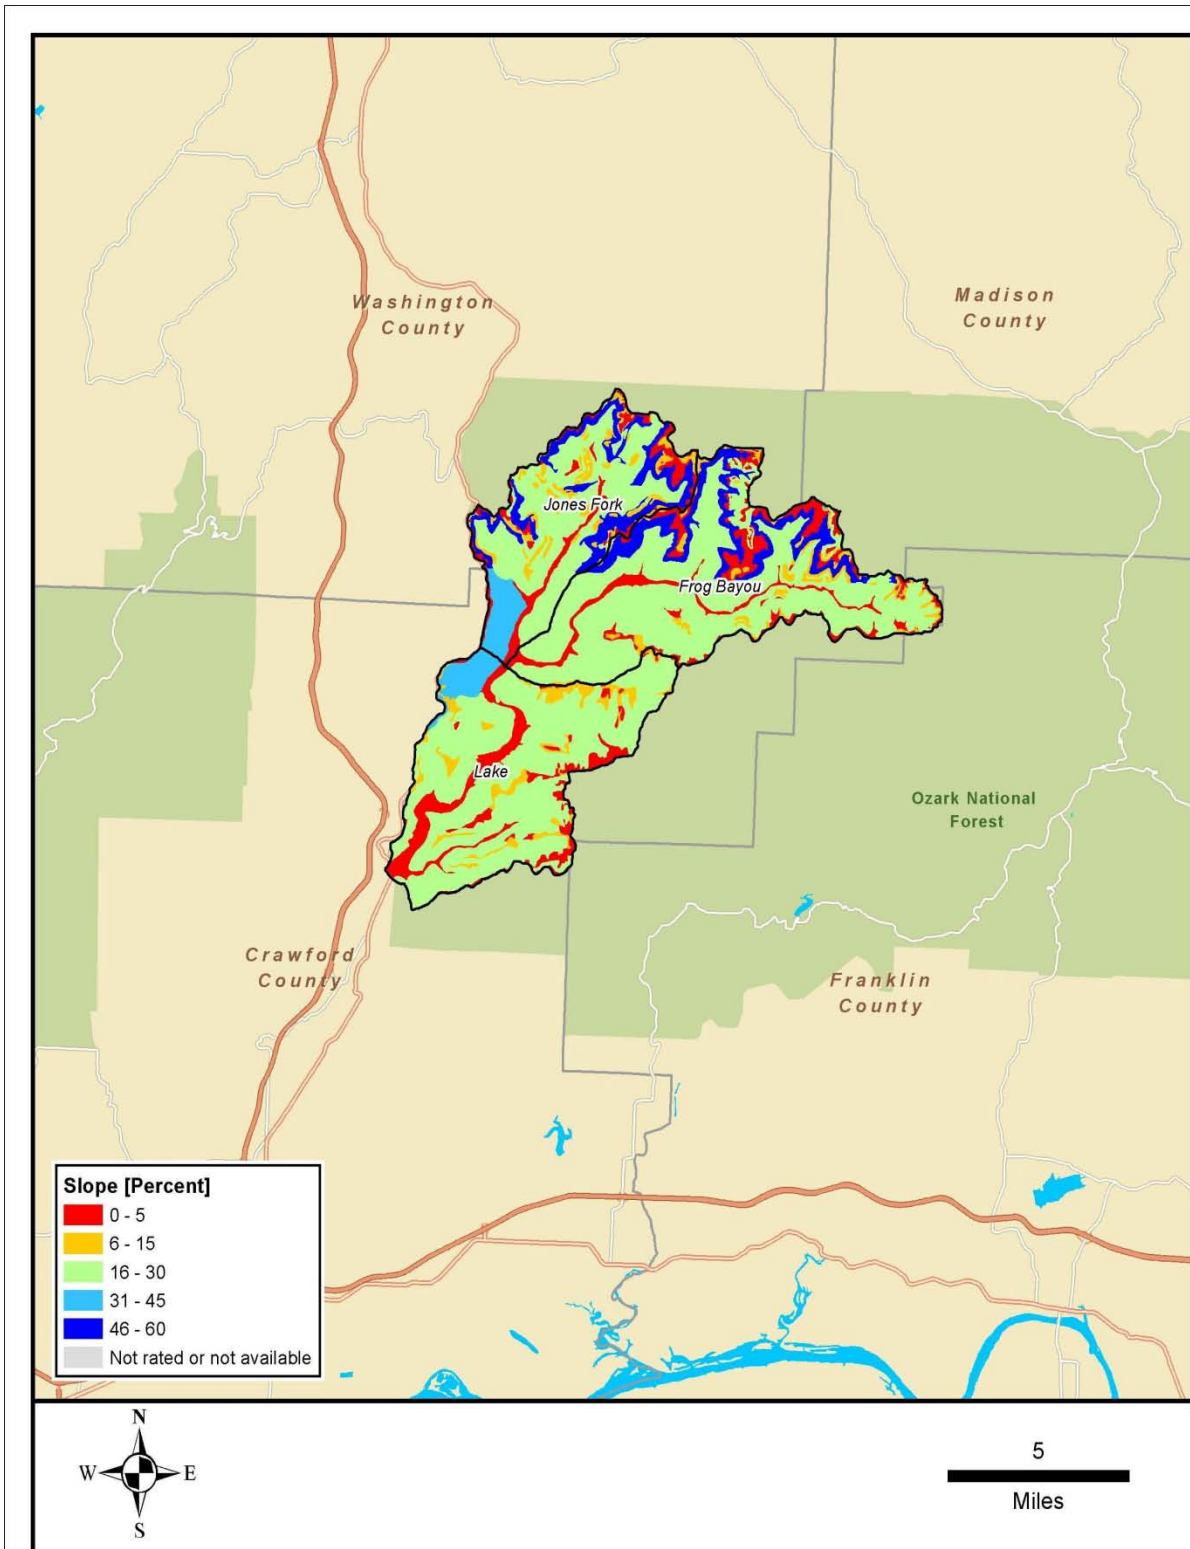 Washington
County
Madison
County
Jones Fork
Frog Bayou
Lake
Ozark National
Forest
Crawford
County
Franklin
County
Slope [Percent]
0 - 5
6 - 15
16 - 30
31 - 45
46 - 60
Not rated or not available
N
W E
S
5
Miles